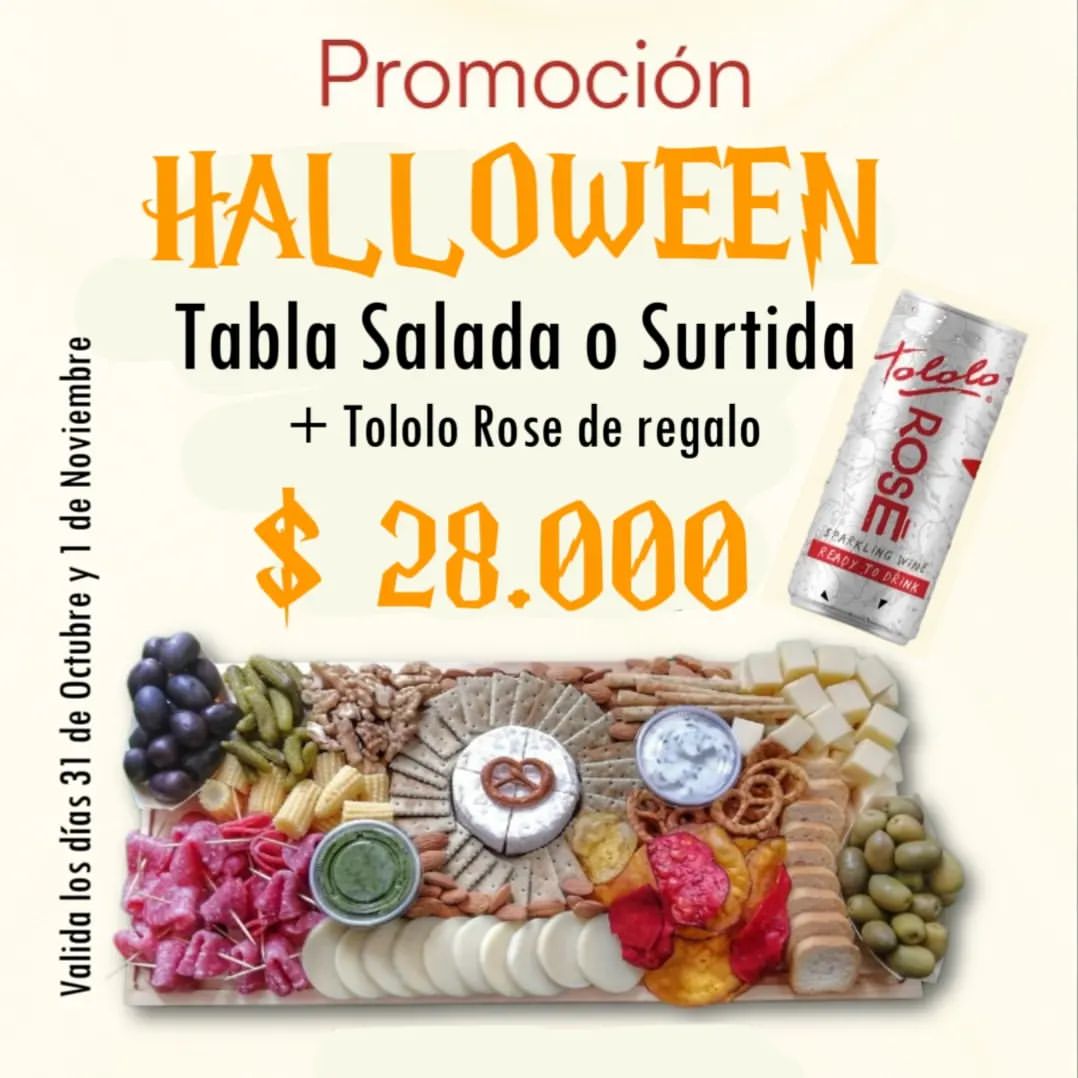 Promoción
HALLOWEEN
Tabla Salada o Surtida
+ Tololo Rose de regalo
$ 28.000
Valida los días 31 de Octubre y 1 de Noviembre
Tololo®
ROSÉ
SPARKLING WINE
READY TO DRINK